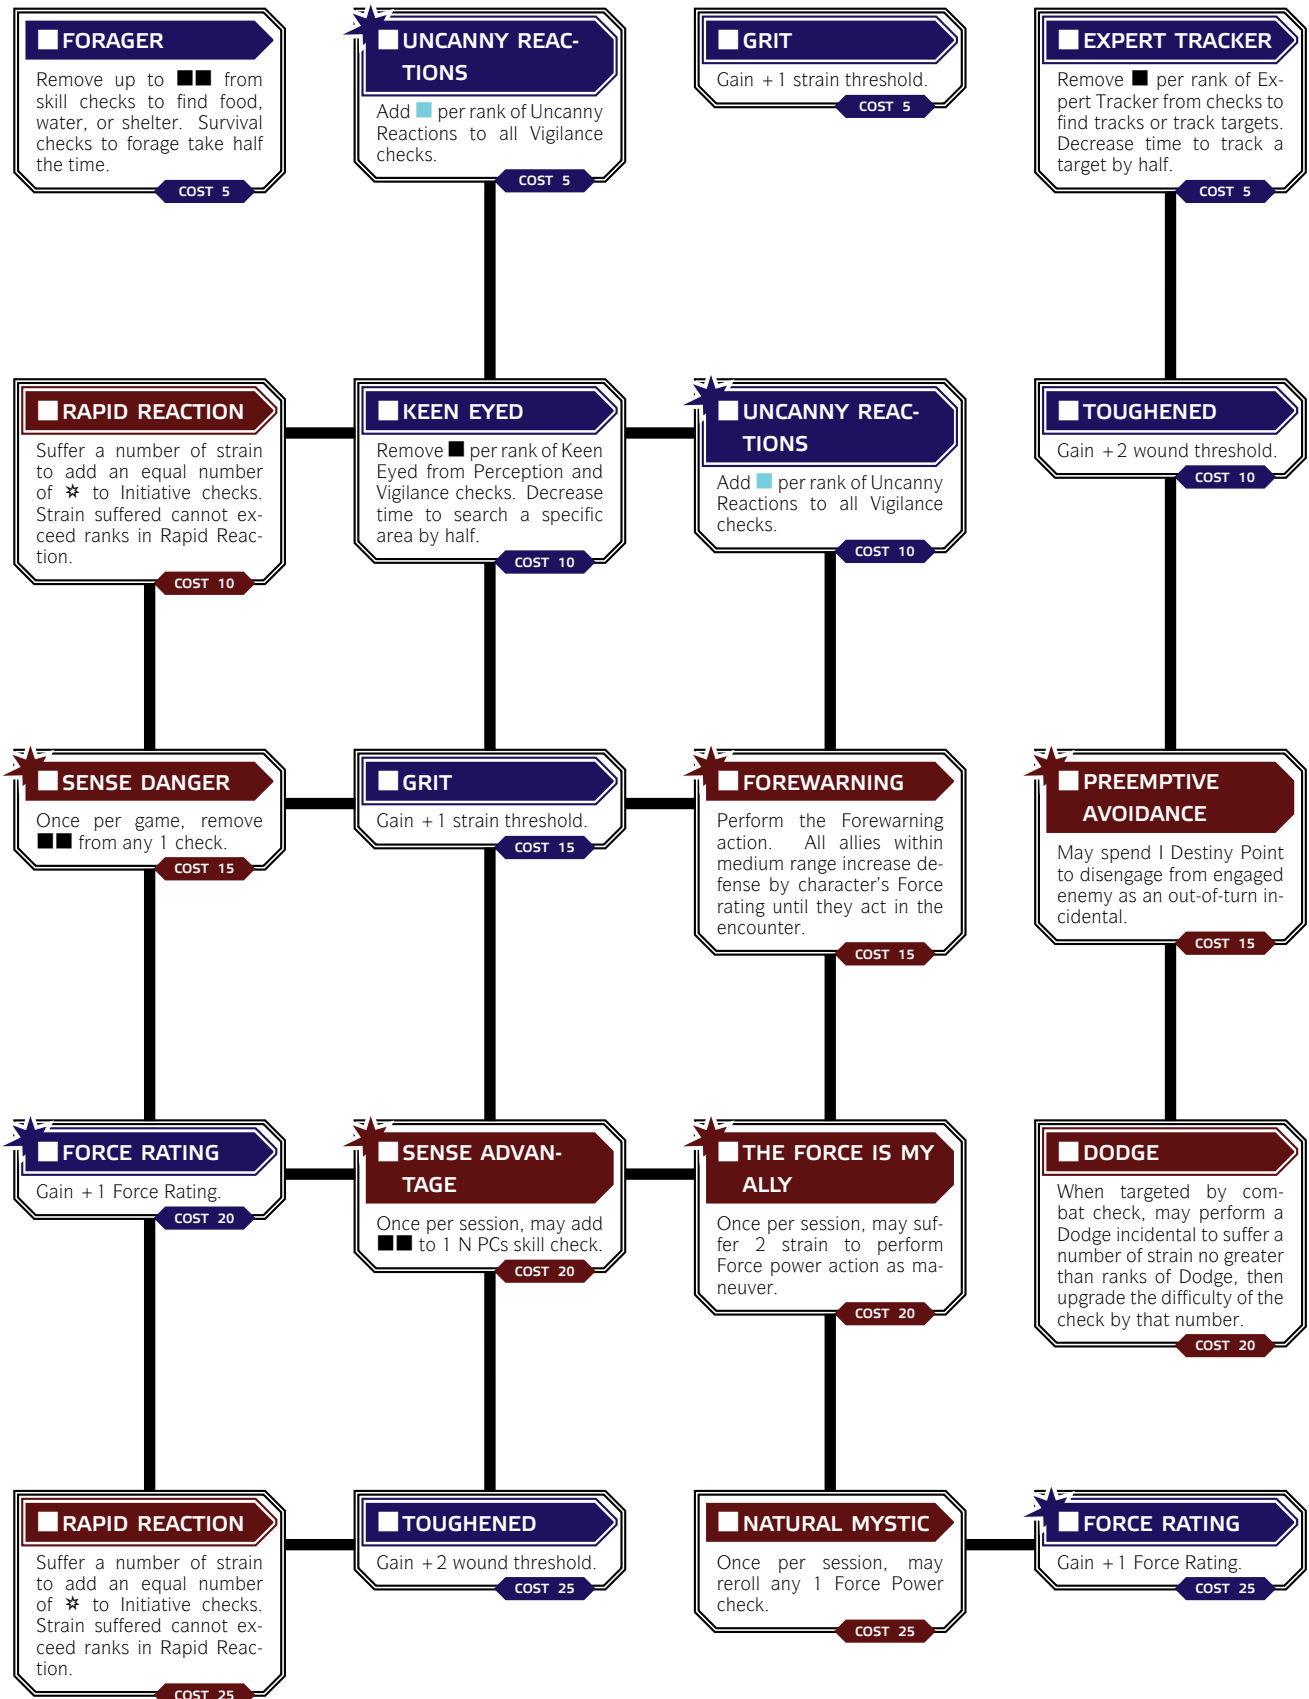 FORAGER
Remove up to ■■ from
skill checks to find food,
water, or shelter. Survival
checks to forage take half
the time.
COST 5
UNCANNY REAC-
TIONS
Add ■ per rank of Uncanny
Reactions to all Vigilance
checks.
COST 5
GRIT
Gain +1 strain threshold.
COST 5
EXPERT TRACKER
Remove ■ per rank of Ex-
pert Tracker from checks to
find tracks or track targets.
Decrease time to track a
target by half.
COST 5
RAPID REACTION
Suffer a number of strain
to add an equal number
of ✲ to Initiative checks.
Strain suffered cannot ex-
ceed ranks in Rapid Reac-
tion.
COST 10
KEEN EYED
Remove ■ per rank of Keen
Eyed from Perception and
Vigilance checks. Decrease
time to search a specific
area by half.
COST 10
UNCANNY REAC-
TIONS
Add ■ per rank of Uncanny
Reactions to all Vigilance
checks.
COST 10
TOUGHENED
Gain +2 wound threshold.
COST 10
SENSE DANGER
Once per game, remove
■■ from any 1 check.
COST 15
GRIT
Gain +1 strain threshold.
COST 15
FOREWARNING
Perform the Forewarning
action. All allies within
medium range increase de-
fense by character's Force
rating until they act in the
encounter.
COST 15
PREEMPTIVE
AVOIDANCE
May spend I Destiny Point
to disengage from engaged
enemy as an out-of-turn in-
cidental.
COST 15
FORCE RATING
Gain +1 Force Rating.
COST 20
SENSE ADVAN-
TAGE
Once per session, may add
■■ to 1 N PCs skill check.
COST 20
THE FORCE IS MY
ALLY
Once per session, may suf-
fer 2 strain to perform
Force power action as ma-
neuver.
COST 20
DODGE
When targeted by com-
bat check, may perform a
Dodge incidental to suffer a
number of strain no greater
than ranks of Dodge, then
upgrade the difficulty of the
check by that number.
COST 20
RAPID REACTION
Suffer a number of strain
to add an equal number
of ✲ to Initiative checks.
Strain suffered cannot ex-
ceed ranks in Rapid Reac-
tion.
COST 25
TOUGHENED
Gain +2 wound threshold.
COST 25
NATURAL MYSTIC
Once per session, may
reroll any 1 Force Power
check.
COST 25
FORCE RATING
Gain +1 Force Rating.
COST 25